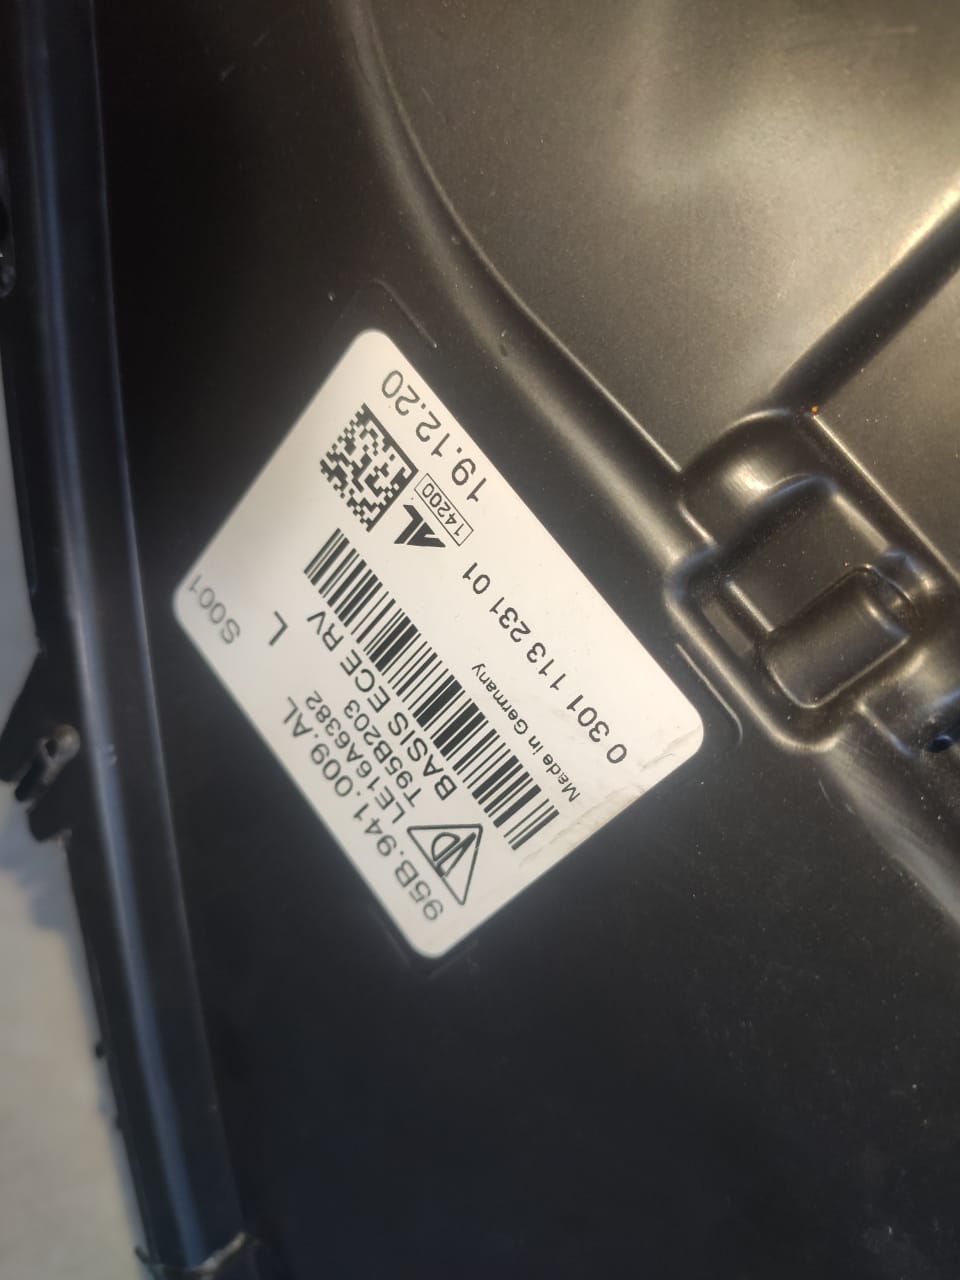 95B.941.009.AL L S001
LE16A6382
T95B203
BASIS ECE RV
AL
14200
Made in Germany
0 301 113 231 01 19.12.20